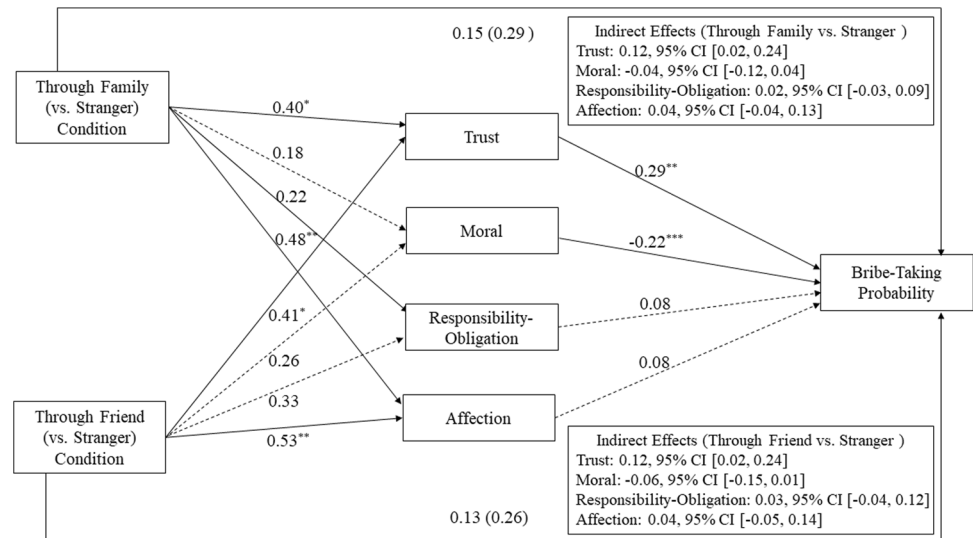 0.15 (0.29 )
Indirect Effects (Through Family vs. Stranger )
Trust: 0.12, 95% CI [0.02, 0.24]
Moral: -0.04, 95% CI [-0.12, 0.04]
Responsibility-Obligation: 0.02, 95% CI [-0.03, 0.09]
Affection: 0.04, 95% CI [-0.04, 0.13]
Through Family
(vs. Stranger)
Condition
0.40*
Trust
0.18
0.29**
0.22
Moral
0.48**
-0.22***
Bribe-Taking
Probability
0.41*
Responsibility-
Obligation
0.08
0.26
0.08
0.33
Through Friend
(vs. Stranger)
Condition
Affection
0.53**
Indirect Effects (Through Friend vs. Stranger )
Trust: 0.12, 95% CI [0.02, 0.24]
Moral: -0.06, 95% CI [-0.15, 0.01]
Responsibility-Obligation: 0.03, 95% CI [-0.04, 0.12]
Affection: 0.04, 95% CI [-0.05, 0.14]
0.13 (0.26)